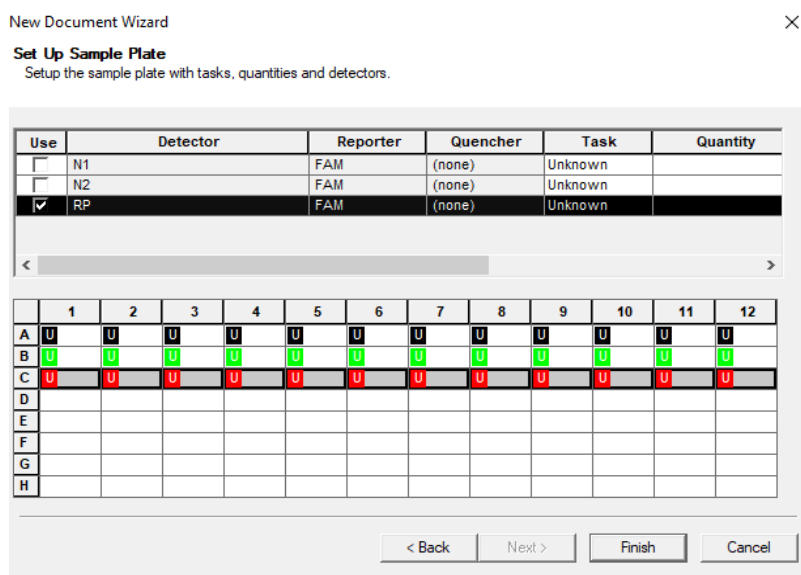 New Document Wizard
Set Up Sample Plate
Setup the sample plate with tasks, quantities and detectors.
Use Detector Reporter Quencher Task Quantity
N1 FAM (none) Unknown
N2 FAM (none) Unknown
RP FAM (none) Unknown
1 2 3 4 5 6 7 8 9 10 11 12
A U U U U U U U U U U U U
B U U U U U U U U U U U U
C U U U U U U U U U U U U
D
E
F
G
H
< Back Next > Finish Cancel